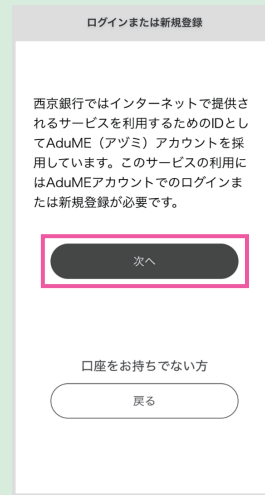 ログインまたは新規登録
西京銀行ではインターネットで提供さ
れるサービスを利用するためのIDとし
てAduME（アヅミ）アカウントを採
用しています。このサービスの利用に
はAduMEアカウントでのログインま
たは新規登録が必要です。
次へ
口座をお持ちでない方
戻る